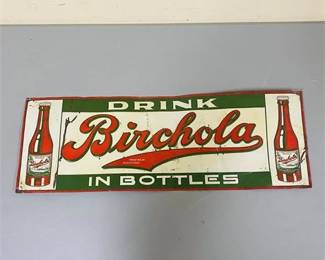 DRINK
Birchola
IN BOTTLES